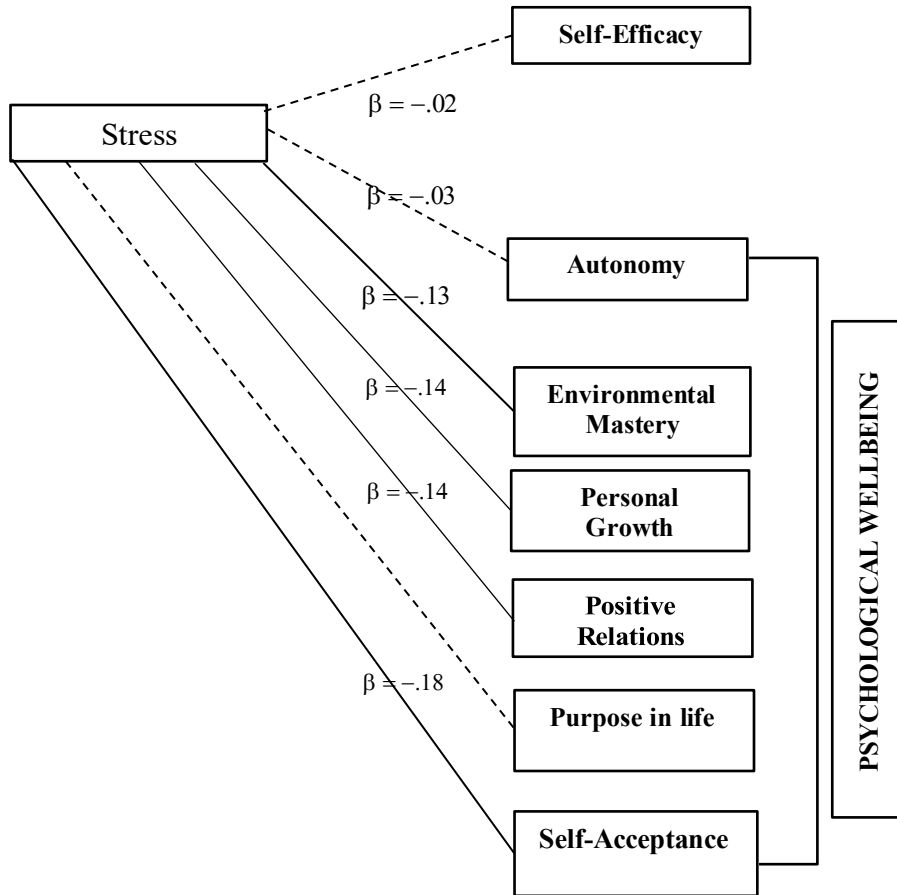 Self-Efficacy
β = −.02
Stress
β = −.03
Autonomy
β = −.13
Environmental
Mastery
β = −.14
Personal
Growth
β = −.14
Positive
Relations
β = −.18
Purpose in life
Self-Acceptance
PSYCHOLOGICAL WELLBEING